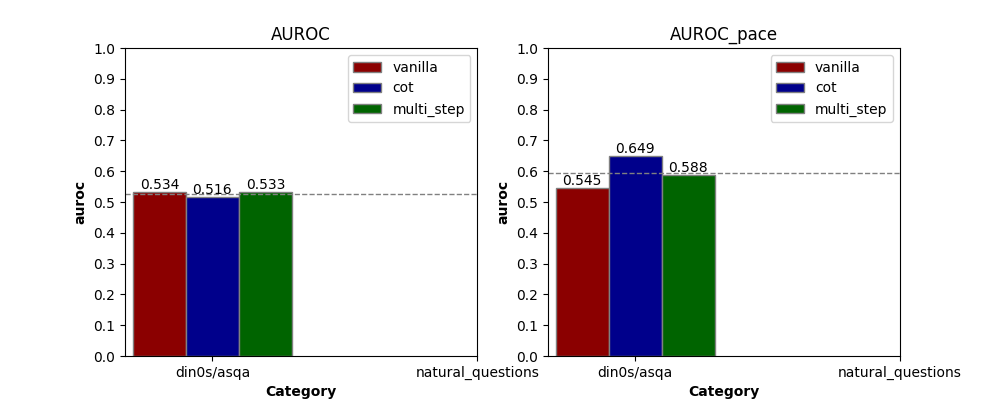 AUROC
1.0
0.9
0.8
0.7
0.6
0.5
0.4
0.3
0.2
0.1
0.0
auroc
vanilla
cot
multi_step
0.534
0.516
0.533
din0s/asqa
natural_questions
Category
AUROC_pace
1.0
0.9
0.8
0.7
0.6
0.5
0.4
0.3
0.2
0.1
0.0
auroc
vanilla
cot
multi_step
0.545
0.649
0.588
din0s/asqa
natural_questions
Category